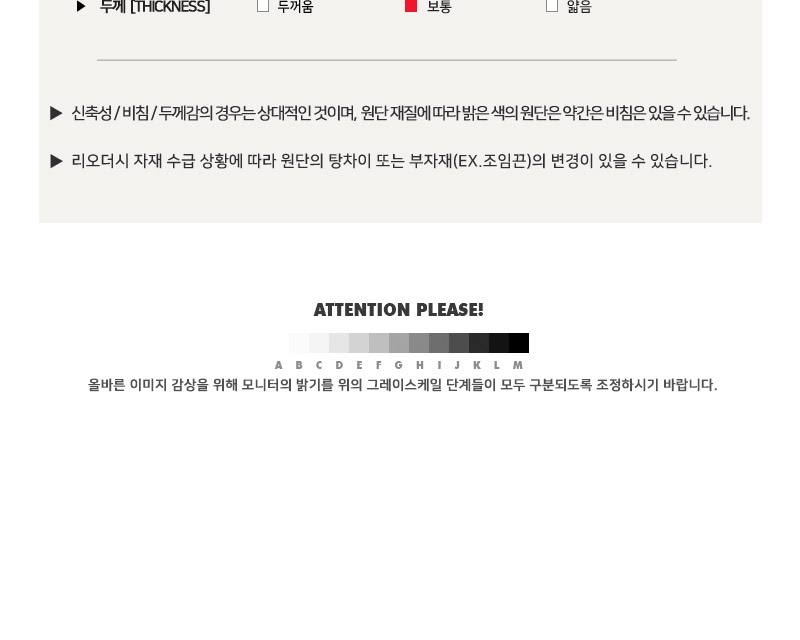 ▶ 두께 [THICKNESS] 두꺼움 보통 얇음
▶ 신축성 / 비침 / 두께감의 경우는 상대적인 것이며, 원단 재질에 따라 밝은 색의 원단은 약간은 비침은 있을 수 있습니다.
▶ 리오더시 자재 수급 상황에 따라 원단의 탕차이 또는 부자재(EX.조임끈)의 변경이 있을 수 있습니다.
ATTENTION PLEASE!
A B C D E F G H I J K L M
올바른 이미지 감상을 위해 모니터의 밝기를 위의 그레이스케일 단계들이 모두 구분되도록 조정하시기 바랍니다.